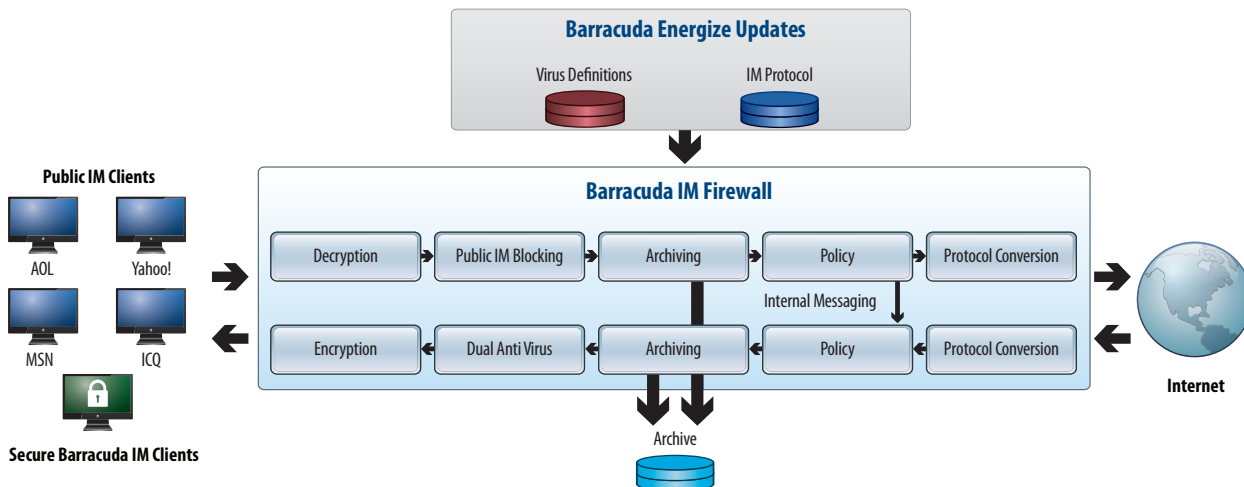 Barracuda Energize Updates
Virus Definitions
IM Protocol
Public IM Clients
AOL
Yahoo!
MSN
ICQ
Secure Barracuda IM Clients
Barracuda IM Firewall
Decryption
Public IM Blocking
Archiving
Policy
Protocol Conversion
Internal Messaging
Encryption
Dual Anti Virus
Archiving
Policy
Protocol Conversion
Internet
Archive